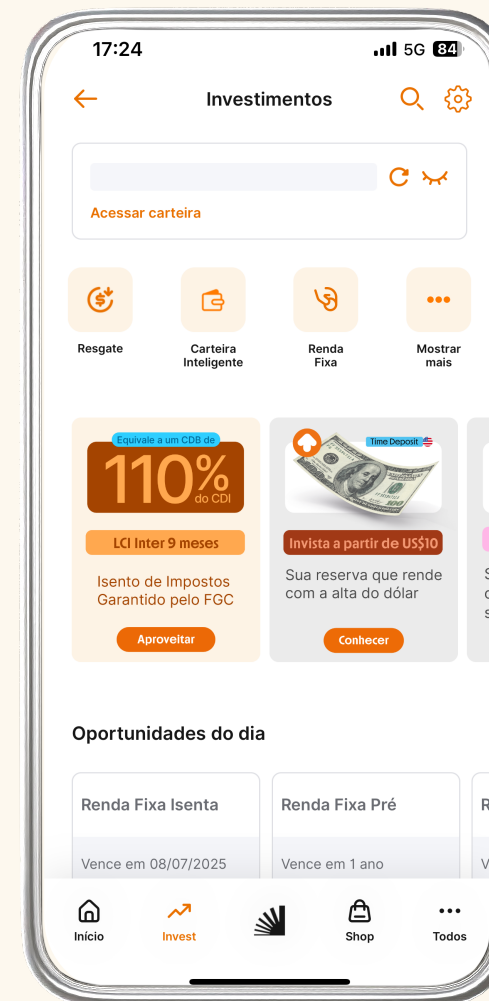 17:24
5G 84
Investimentos
Acessar carteira
Resgate
Carteira
Inteligente
Renda
Fixa
Mostrar
mais
Equivale a um CDB de
110%
do CDI
LCI Inter 9 meses
Isento de Impostos
Garantido pelo FGC
Aproveitar
Time Deposit
Invista a partir de US$10
Sua reserva que rende
com a alta do dólar
Conhecer
Oportunidades do dia
Renda Fixa Isenta
Vence em 08/07/2025
Renda Fixa Pré
Vence em 1 ano
Início
Invest
Shop
Todos